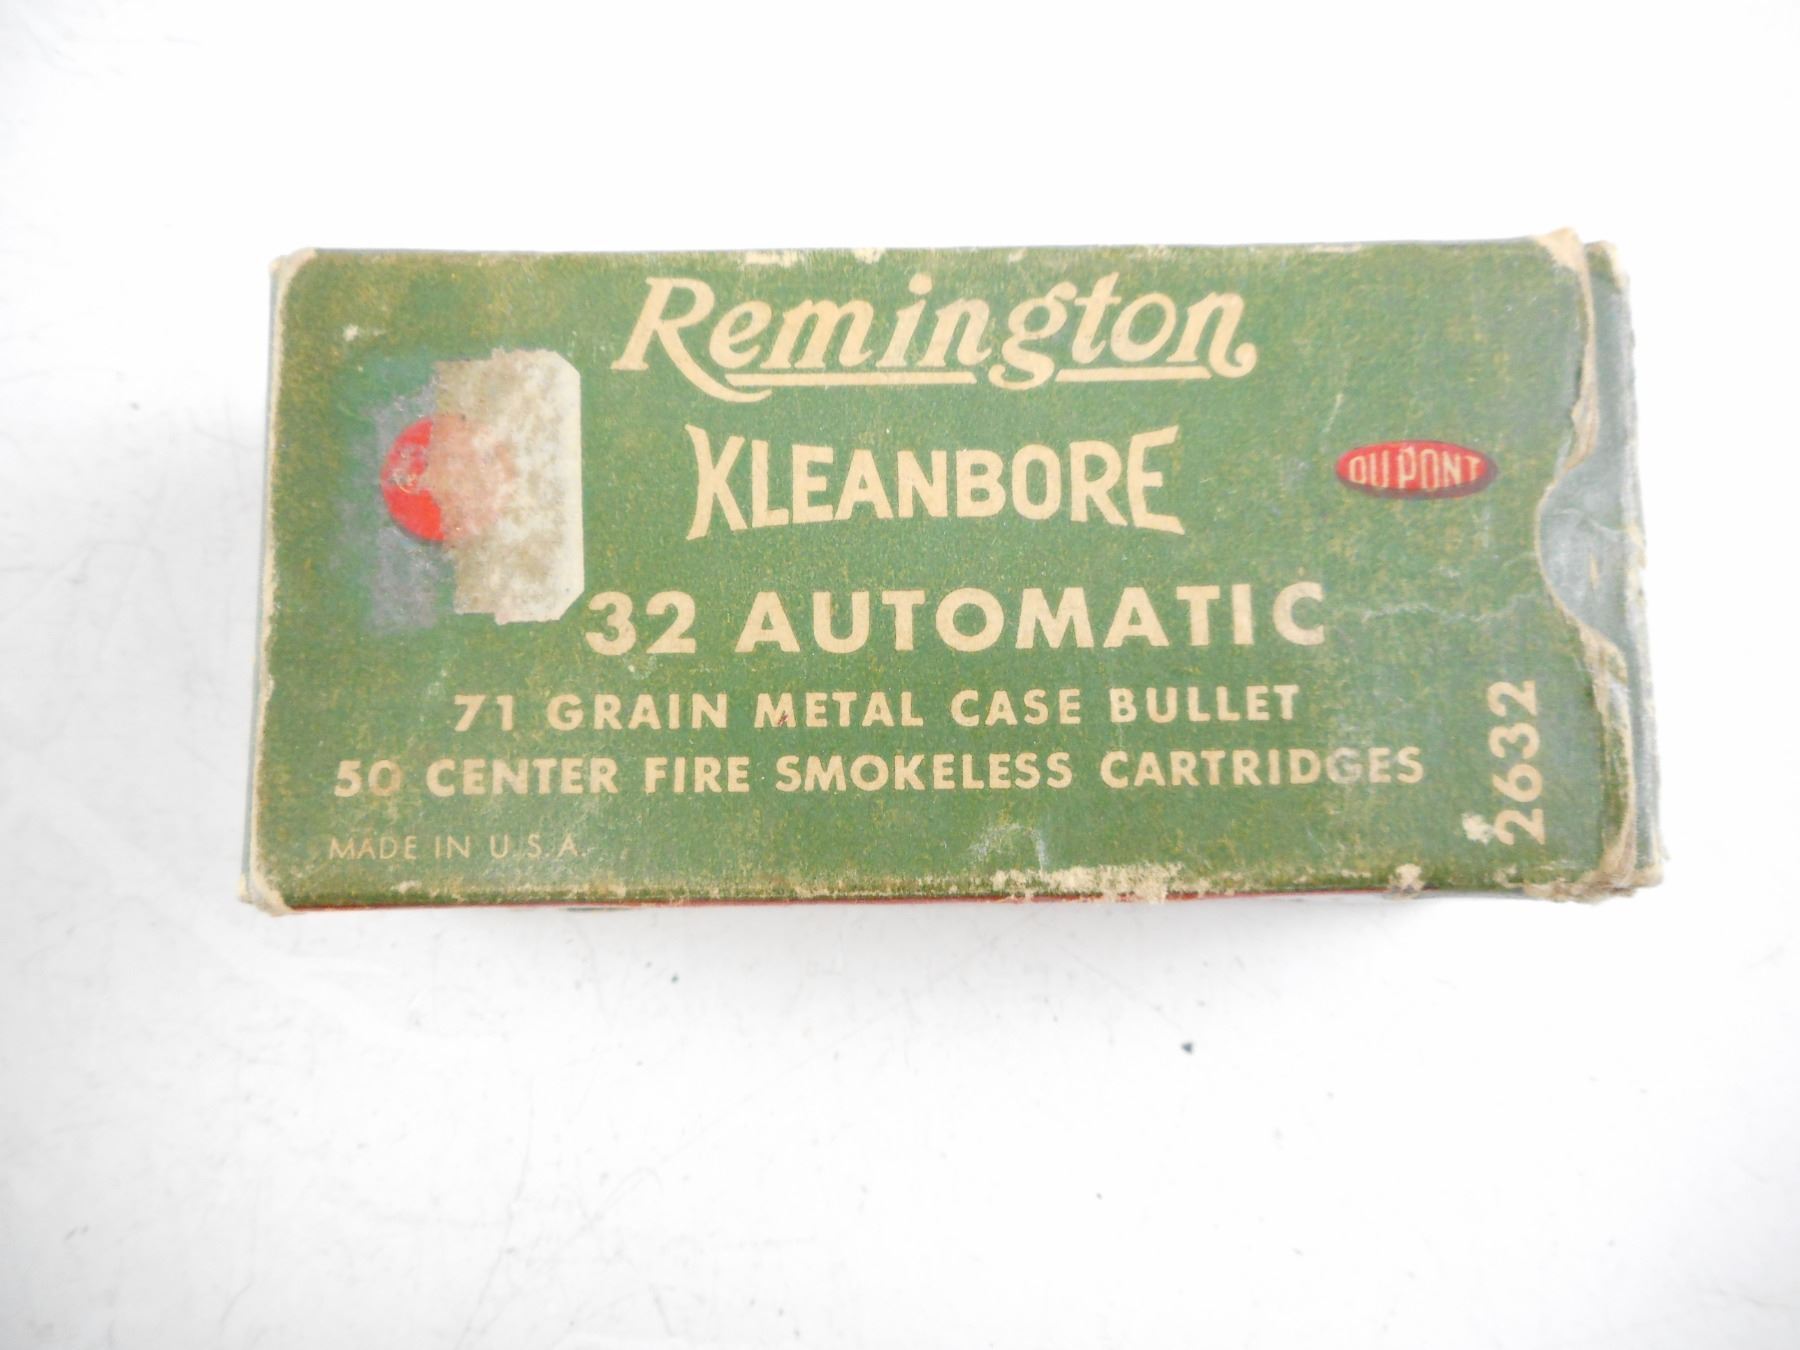 Remington
KLEANBORE
DU PONT
32 AUTOMATIC
71 GRAIN METAL CASE BULLET
50 CENTER FIRE SMOKELESS CARTRIDGES
MADE IN U.S.A.
2632